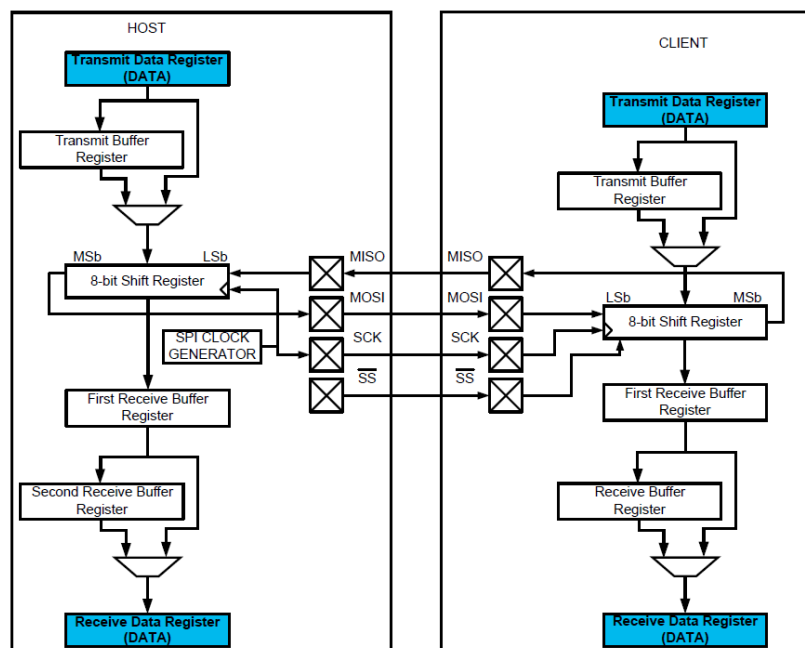 HOST
Transmit Data Register
(DATA)
Transmit Buffer
Register
MSb
LSb
8-bit Shift Register
SPI CLOCK
GENERATOR
First Receive Buffer
Register
Second Receive Buffer
Register
Receive Data Register
(DATA)
MISO
MISO
MOSI
MOSI
SCK
SCK
SS
SS
CLIENT
Transmit Data Register
(DATA)
Transmit Buffer
Register
LSb
MSb
8-bit Shift Register
First Receive Buffer
Register
Receive Buffer
Register
Receive Data Register
(DATA)